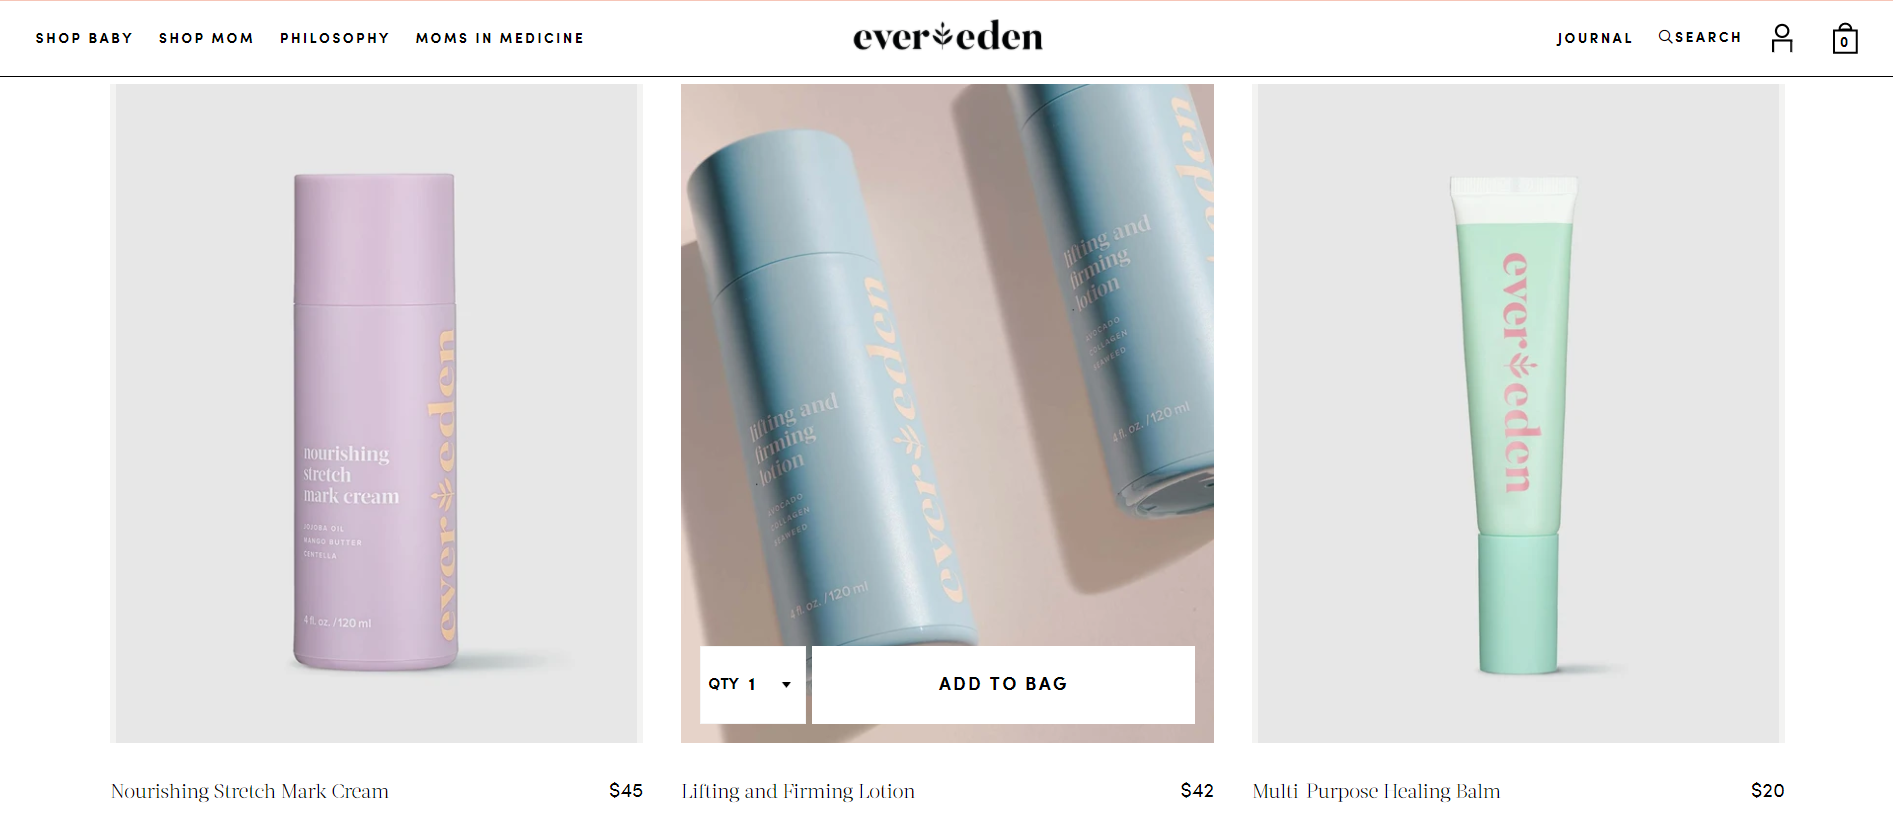 SHOP BABY SHOP MOM PHILOSOPHY MOMS IN MEDICINE ever eden JOURNAL SEARCH 0
nourishing
stretch
mark cream
JOJOBA OIL
MANGO BUTTER
CENTELLA
4 fl. oz. / 120 ml
ever eden
lifting and
firming
lotion
AVOCADO
COLLAGEN
SEAWEED
4 fl. oz. / 120 ml
ever eden
lifting and
firming
lotion
AVOCADO
COLLAGEN
SEAWEED
4 fl. oz. / 120 ml
eden
QTY 1 ADD TO BAG
ever eden
Nourishing Stretch Mark Cream $45
Lifting and Firming Lotion $42
Multi Purpose Healing Balm $20